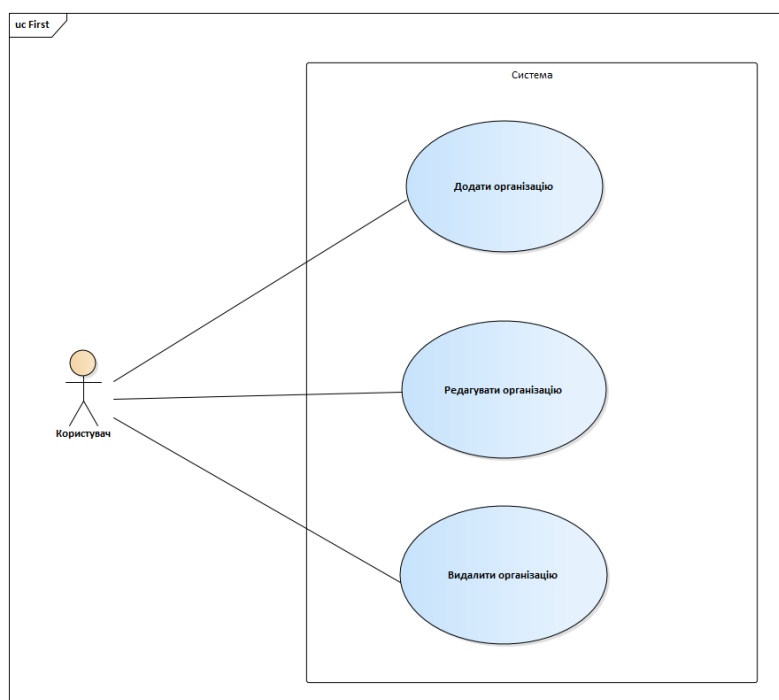 uc First
Система
Додати організацію
Редагувати організацію
Користувач
Видалити організацію